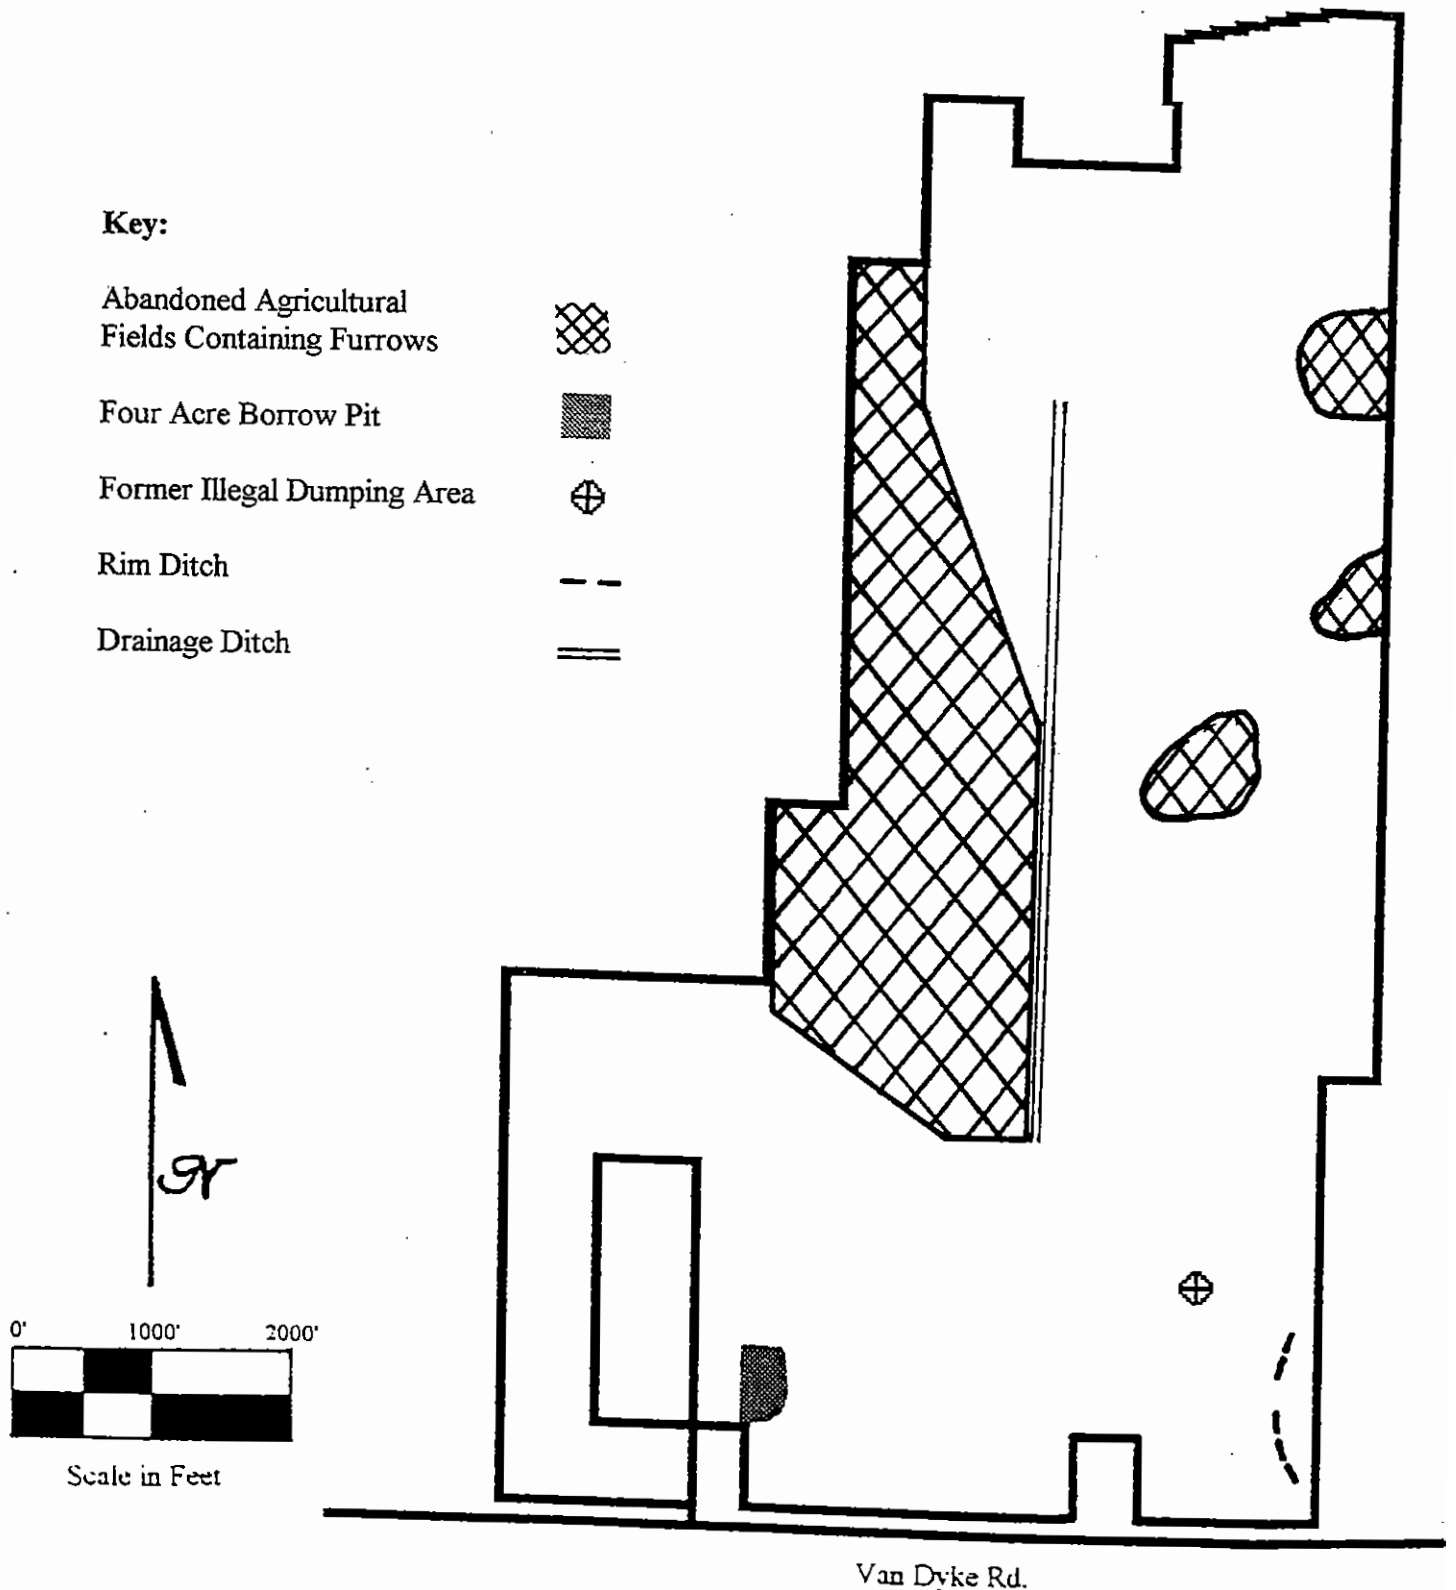 Key:
Abandoned Agricultural
Fields Containing Furrows
Four Acre Borrow Pit
Former Illegal Dumping Area
Rim Ditch
Drainage Ditch
N
0' 1000' 2000'
Scale in Feet
Van Dyke Rd.